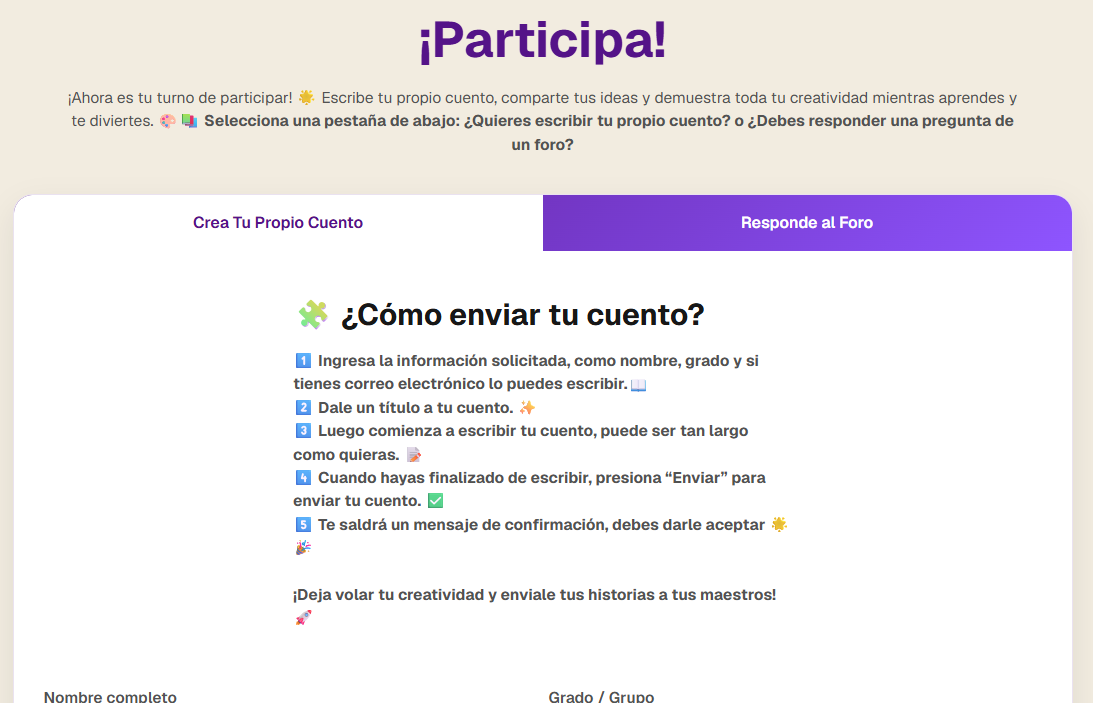 ¡Participa!
¡Ahora es tu turno de participar! 🌟 Escribe tu propio cuento, comparte tus ideas y demuestra toda tu creatividad mientras aprendes y
te diviertes. 🎨 📚 Selecciona una pestaña de abajo: ¿Quieres escribir tu propio cuento? o ¿Debes responder una pregunta de
un foro?
Crea Tu Propio Cuento
Responde al Foro
🧩 ¿Cómo enviar tu cuento?
1️⃣ Ingresa la información solicitada, como nombre, grado y si
tienes correo electrónico lo puedes escribir. 📖
2️⃣ Dale un título a tu cuento. ✨
3️⃣ Luego comienza a escribir tu cuento, puede ser tan largo
como quieras. 📝
4️⃣ Cuando hayas finalizado de escribir, presiona “Enviar” para
enviar tu cuento. ✅
5️⃣ Te saldrá un mensaje de confirmación, debes darle aceptar 🌟
🎉
¡Deja volar tu creatividad y enviale tus historias a tus maestros!
🚀
Nombre completo
Grado / Grupo